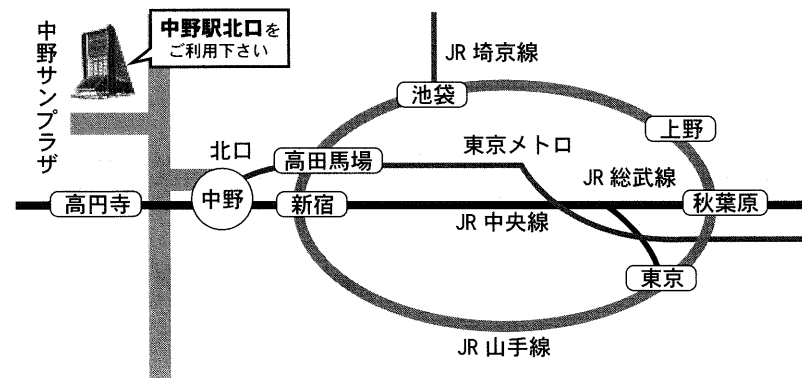 中野サンプラザ
中野駅北口を
ご利用下さい
JR 埼京線
池袋
上野
北口
高田馬場
東京メトロ
JR 総武線
高円寺
中野
新宿
JR 中央線
秋葉原
東京
JR 山手線